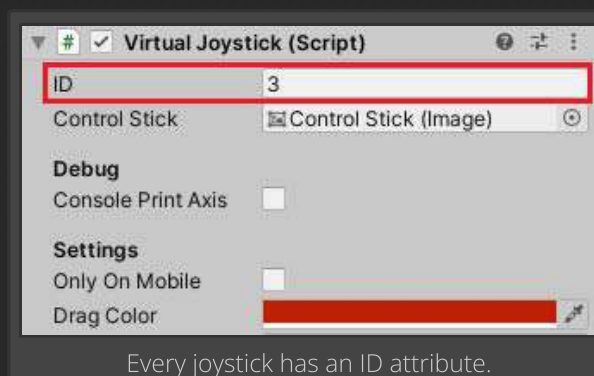 # Virtual Joystick (Script)
ID 3
Control Stick Control Stick (Image)
Debug
Console Print Axis
Settings
Only On Mobile
Drag Color
Every joystick has an ID attribute.